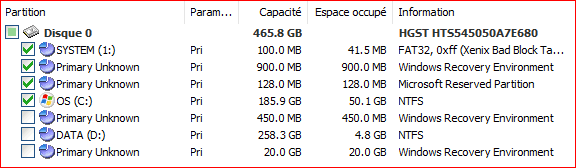 Partition Param... Capacité Espace occupé Information
Disque 0 465.8 GB HGST HTS545050A7E680
SYSTEM (1:) Pri 100.0 MB 41.5 MB FAT32, 0xff (Xenix Bad Block Ta...
Primary Unknown Pri 900.0 MB 900.0 MB Windows Recovery Environment
Primary Unknown Pri 128.0 MB 128.0 MB Microsoft Reserved Partition
OS (C:) Pri 185.9 GB 50.1 GB NTFS
Primary Unknown Pri 450.0 MB 450.0 MB Windows Recovery Environment
DATA (D:) Pri 258.3 GB 4.8 GB NTFS
Primary Unknown Pri 20.0 GB 20.0 GB Windows Recovery Environment